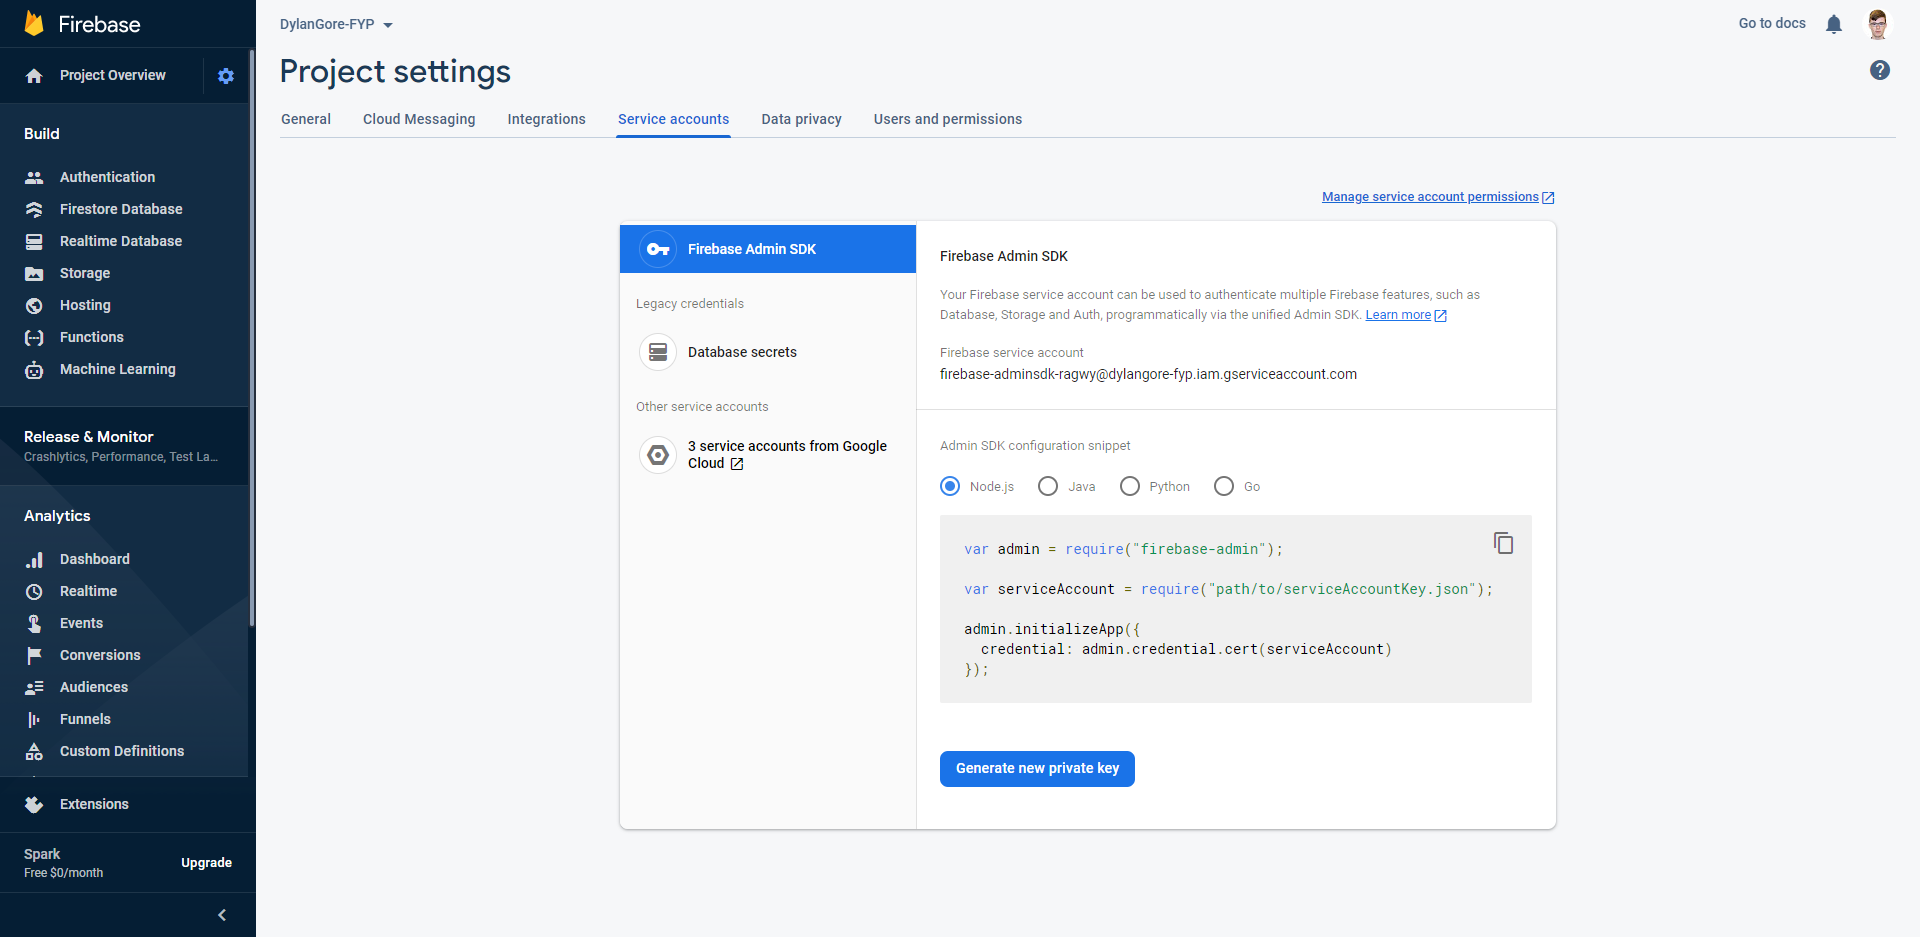 Firebase
Project Overview
Build
Authentication
Firestore Database
Realtime Database
Storage
Hosting
Functions
Machine Learning
Release & Monitor
Crashlytics, Performance, Test La...
Analytics
Dashboard
Realtime
Events
Conversions
Audiences
Funnels
Custom Definitions
Extensions
Spark
Free $0/month
Upgrade
DylanGore-FYP
Go to docs
Project settings
General
Cloud Messaging
Integrations
Service accounts
Data privacy
Users and permissions
Manage service account permissions
Firebase Admin SDK
Legacy credentials
Database secrets
Other service accounts
3 service accounts from Google
Cloud
Firebase Admin SDK
Your Firebase service account can be used to authenticate multiple Firebase features, such as
Database, Storage and Auth, programmatically via the unified Admin SDK. Learn more
Firebase service account
firebase-adminsdk-ragwy@dylangore-fyp.iam.gserviceaccount.com
Admin SDK configuration snippet
Node.js
Java
Python
Go
var admin = require("firebase-admin");
var serviceAccount = require("path/to/serviceAccountKey.json");
admin.initializeApp({
  credential: admin.credential.cert(serviceAccount)
});
Generate new private key